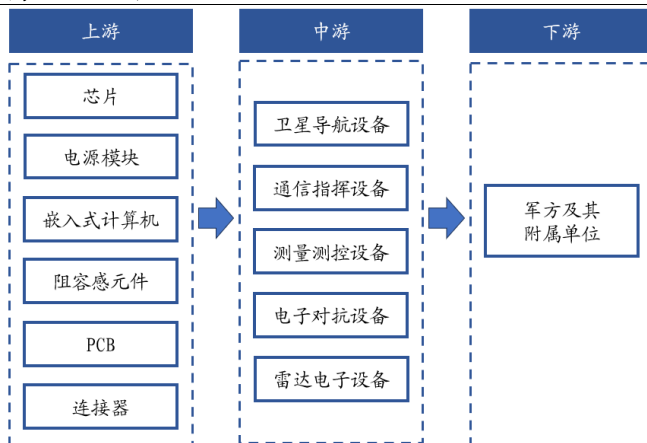 上游
芯片
电源模块
嵌入式计算机
阻容感元件
PCB
连接器
中游
卫星导航设备
通信指挥设备
测量测控设备
电子对抗设备
雷达电子设备
下游
军方及其
附属单位